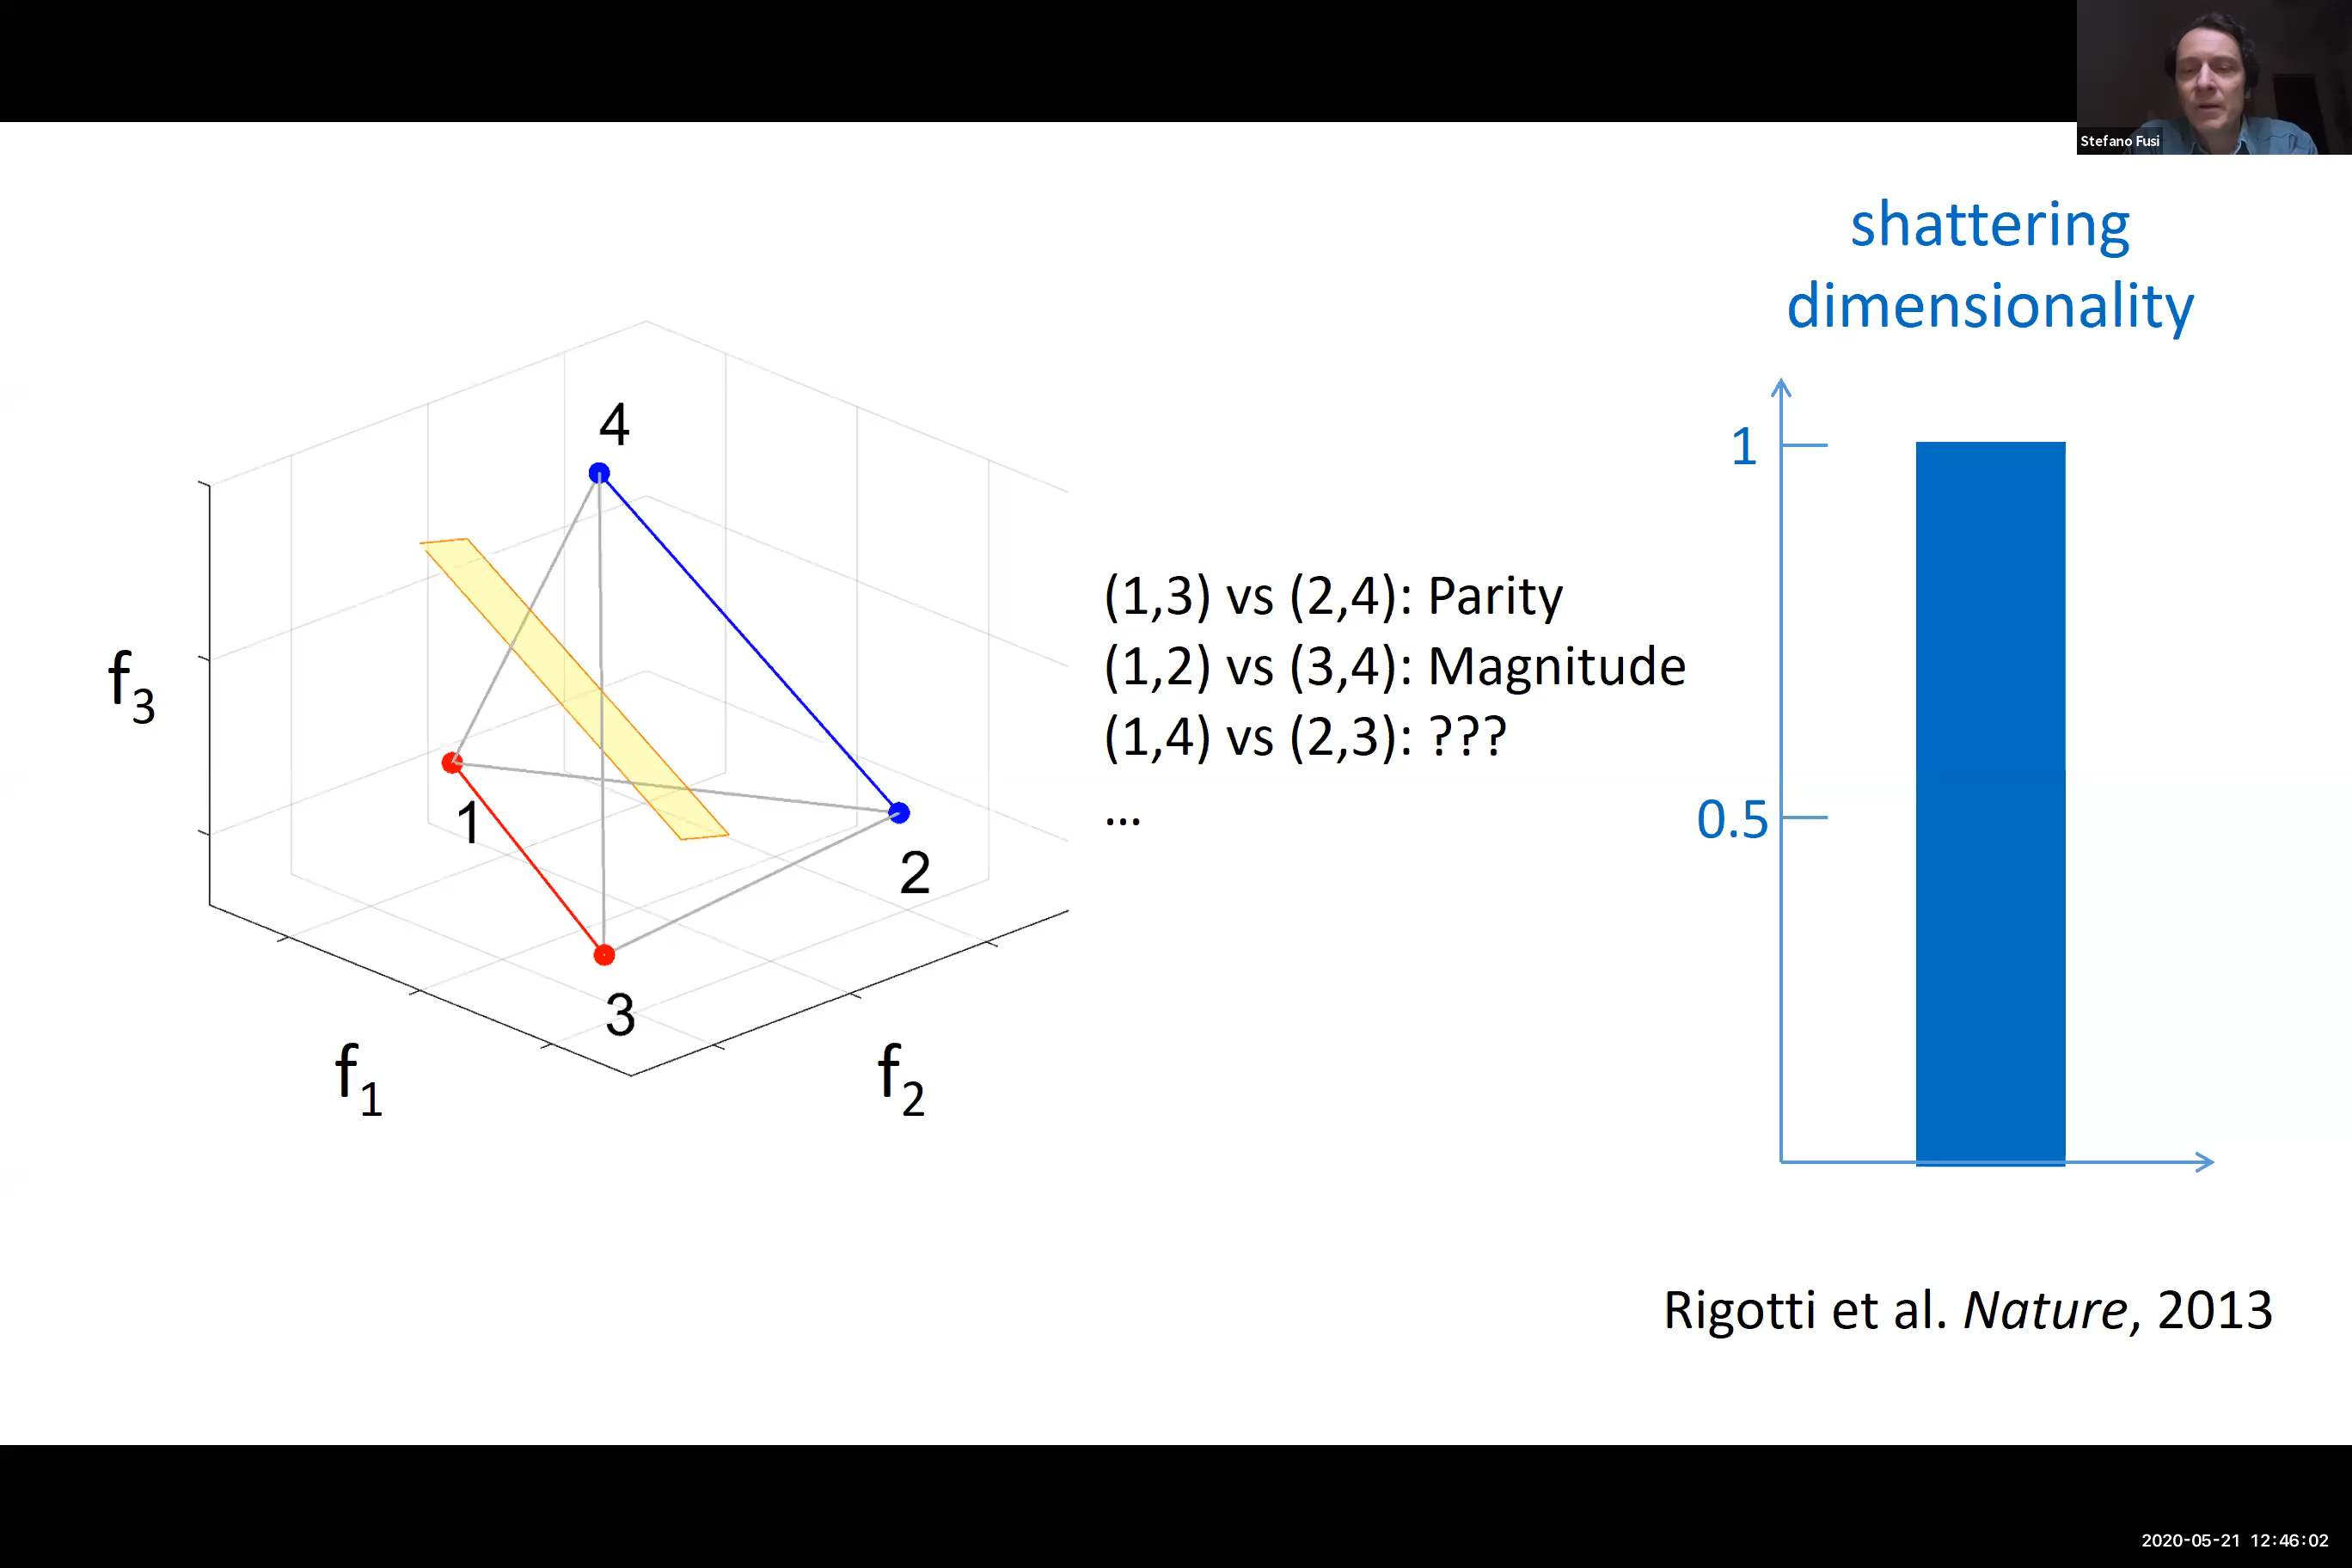 Stefano Fusi
shattering
dimensionality
4
1
2
3
f3
f1
f2
(1,3) vs (2,4): Parity
(1,2) vs (3,4): Magnitude
(1,4) vs (2,3): ???
...
1
0.5
Rigotti et al. Nature, 2013
2020-05-21 12:46:02